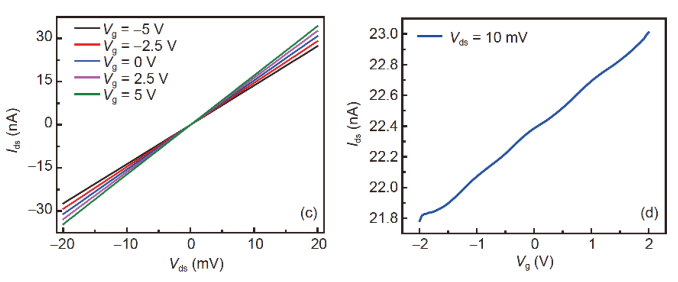 30
15
0
−15
−30
I_ds (nA)
V_g = −5 V
V_g = −2.5 V
V_g = 0 V
V_g = 2.5 V
V_g = 5 V
(c)
−20 −10 0 10 20
V_ds (mV)
23.0
22.8
22.6
22.4
22.2
22.0
21.8
I_ds (nA)
V_ds = 10 mV
(d)
−2 −1 0 1 2
V_g (V)